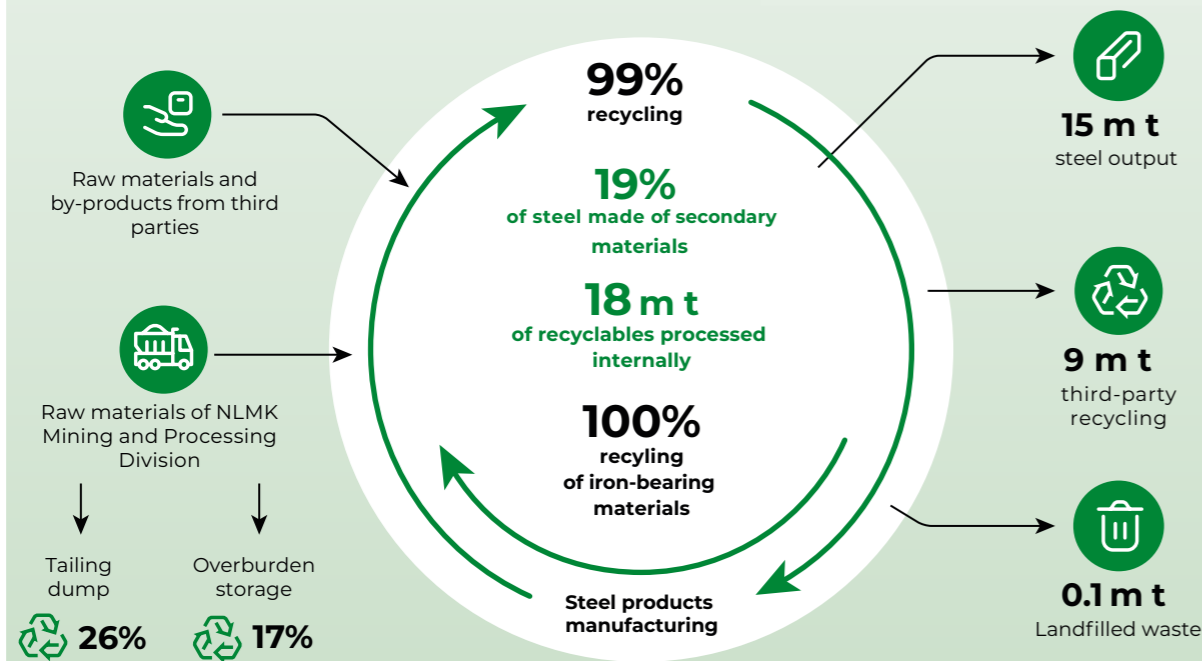 Raw materials and
by-products from third
parties
Raw materials of NLMK
Mining and Processing
Division
Tailing
dump
26%
Overburden
storage
17%
99%
recycling
19%
of steel made of secondary
materials
18 m t
of recyclables processed
internally
100%
recyling
of iron-bearing
materials
Steel products
manufacturing
15 m t
steel output
9 m t
third-party
recycling
0.1 m t
Landfilled waste